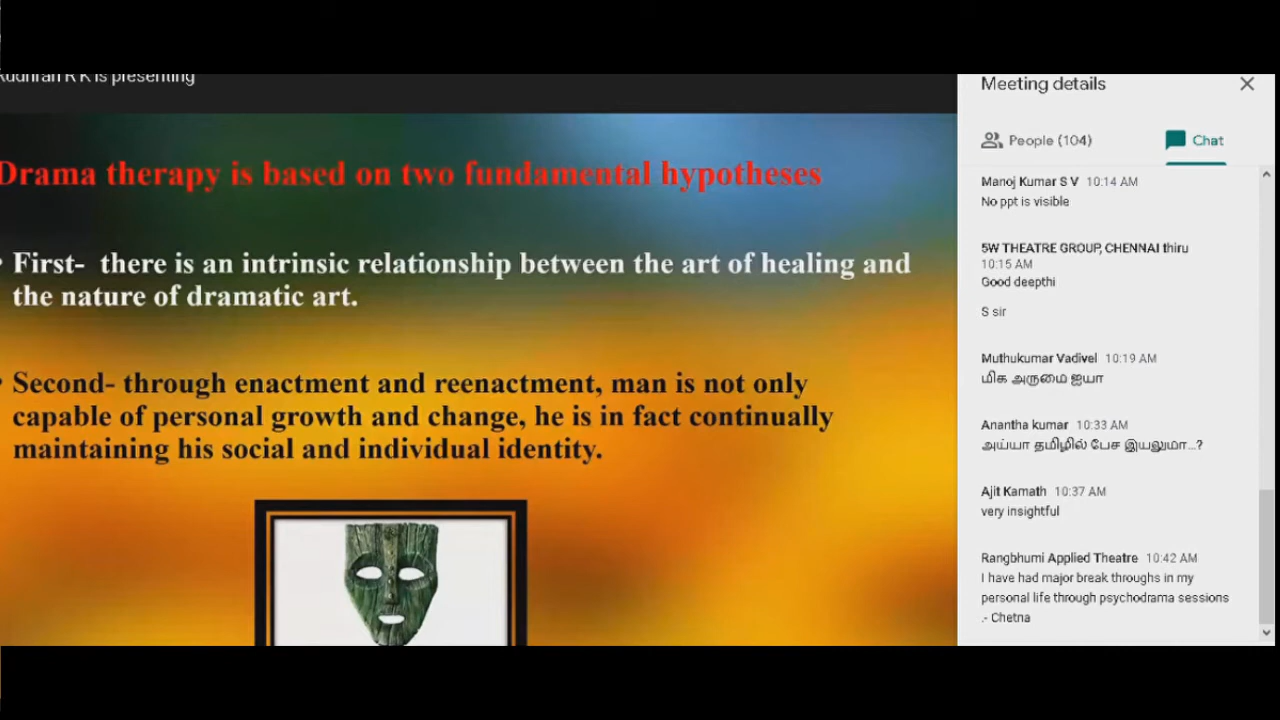 Rudhran R K is presenting
Drama therapy is based on two fundamental hypotheses
• First- there is an intrinsic relationship between the art of healing and
the nature of dramatic art.
• Second- through enactment and reenactment, man is not only
capable of personal growth and change, he is in fact continually
maintaining his social and individual identity.
Meeting details
People (104)
Chat
Manoj Kumar S V 10:14 AM
No ppt is visible
5W THEATRE GROUP, CHENNAI thiru
10:15 AM
Good deepthi
S sir
Muthukumar Vadivel 10:19 AM
மிக அருமை ஐயா
Anantha kumar 10:33 AM
அய்யா தமிழில் பேச இயலுமா...?
Ajit Kamath 10:37 AM
very insightful
Rangbhumi Applied Theatre 10:42 AM
I have had major break throughs in my
personal life through psychodrama sessions
.- Chetna